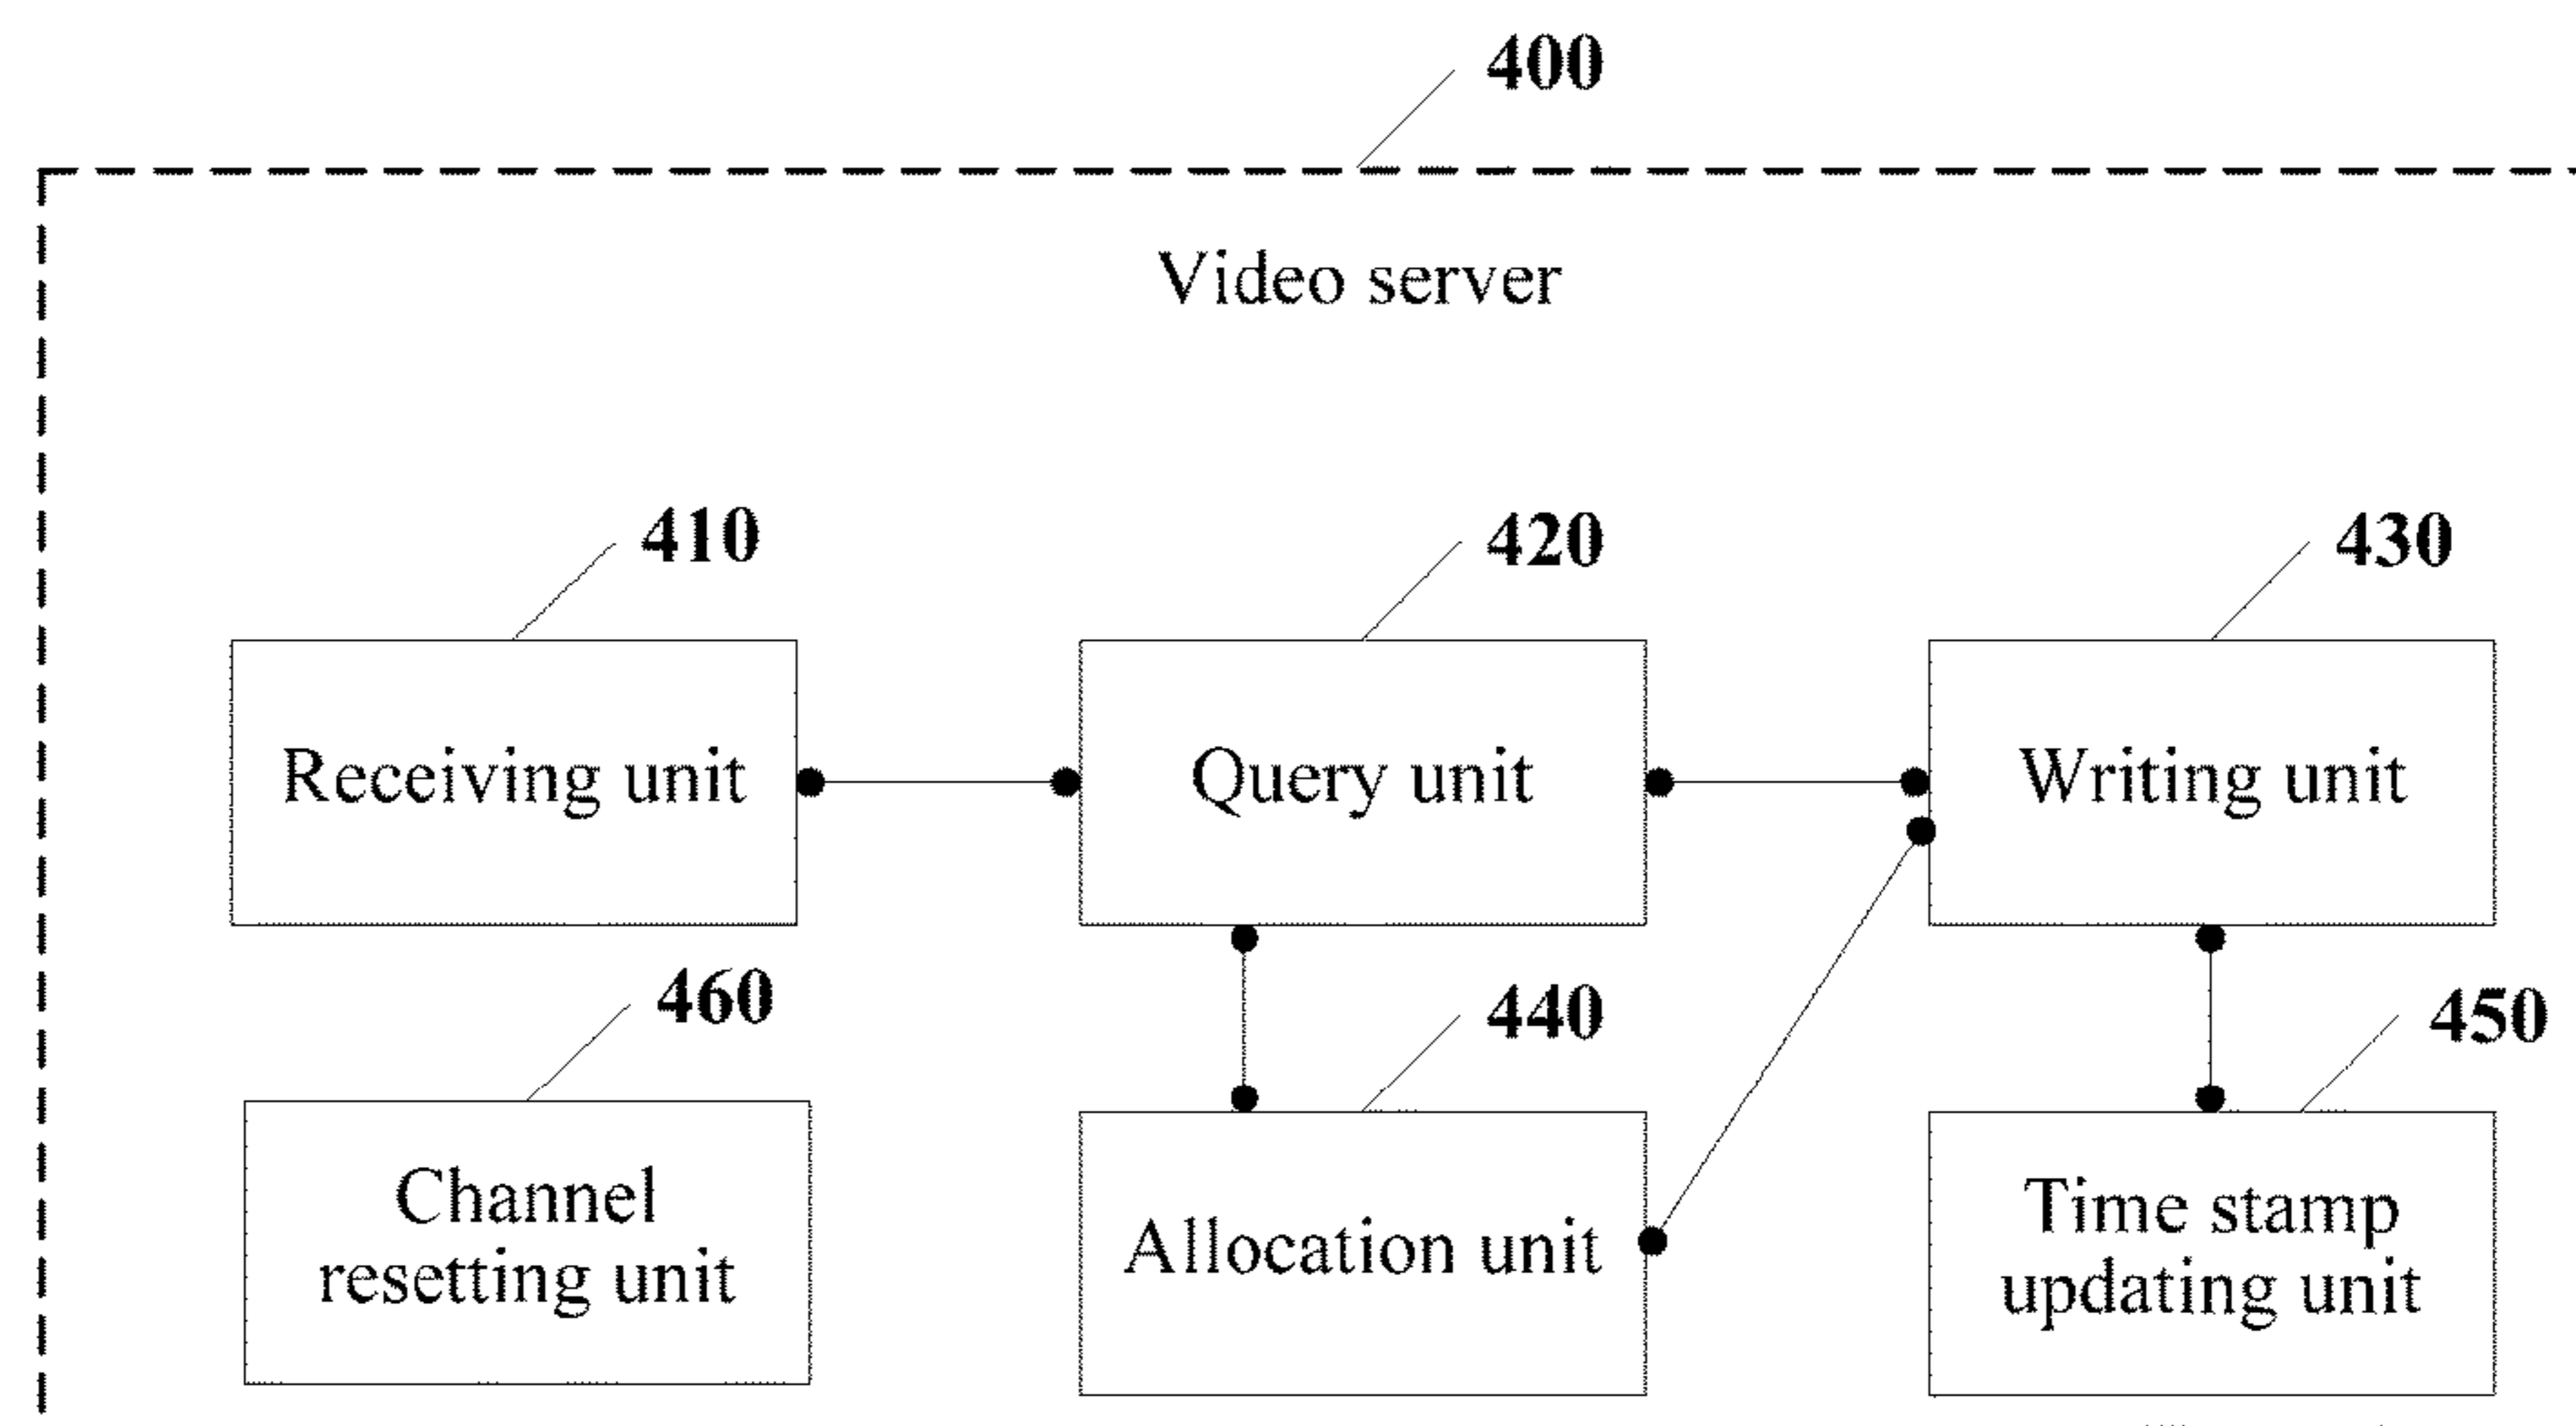 400
Video server
410
420
430
Receiving unit
Query unit
Writing unit
460
440
450
Channel
resetting unit
Allocation unit
Time stamp
updating unit